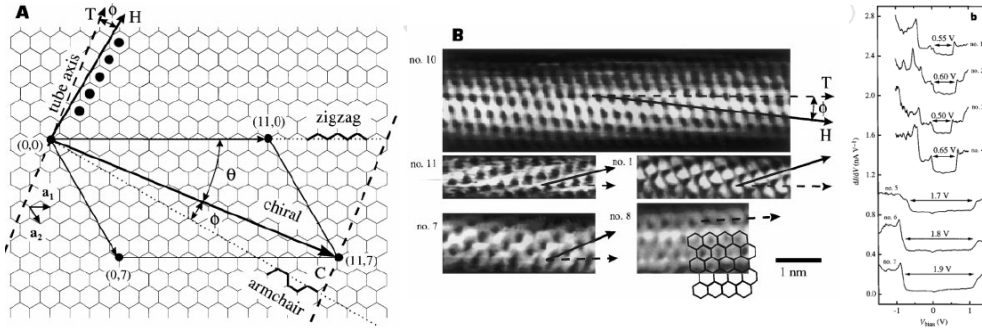 A
T
ϕ
H
tube axis
(0,0)
(11,0)
zigzag
θ
a₁
a₂
chiral
ϕ
(0,7)
C
(11,7)
armchair
B
no. 10
T
ϕ
H
no. 11
no. 1
no. 7
no. 8
1 nm
b
dI/dV (nA V⁻¹)
2.8
2.4
2.0
1.6
1.2
0.8
0.4
0.0
0.55 V
no. 1
0.60 V
0.50 V
0.65 V
no. 5
1.7 V
no. 6
1.8 V
no. 7
1.9 V
-1
0
1
V_bias (V)